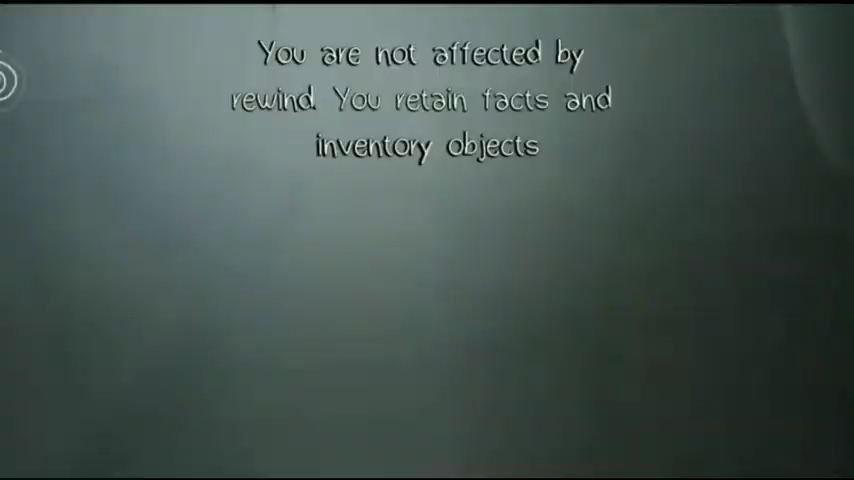 You are not affected by
rewind. You retain facts and
inventory objects